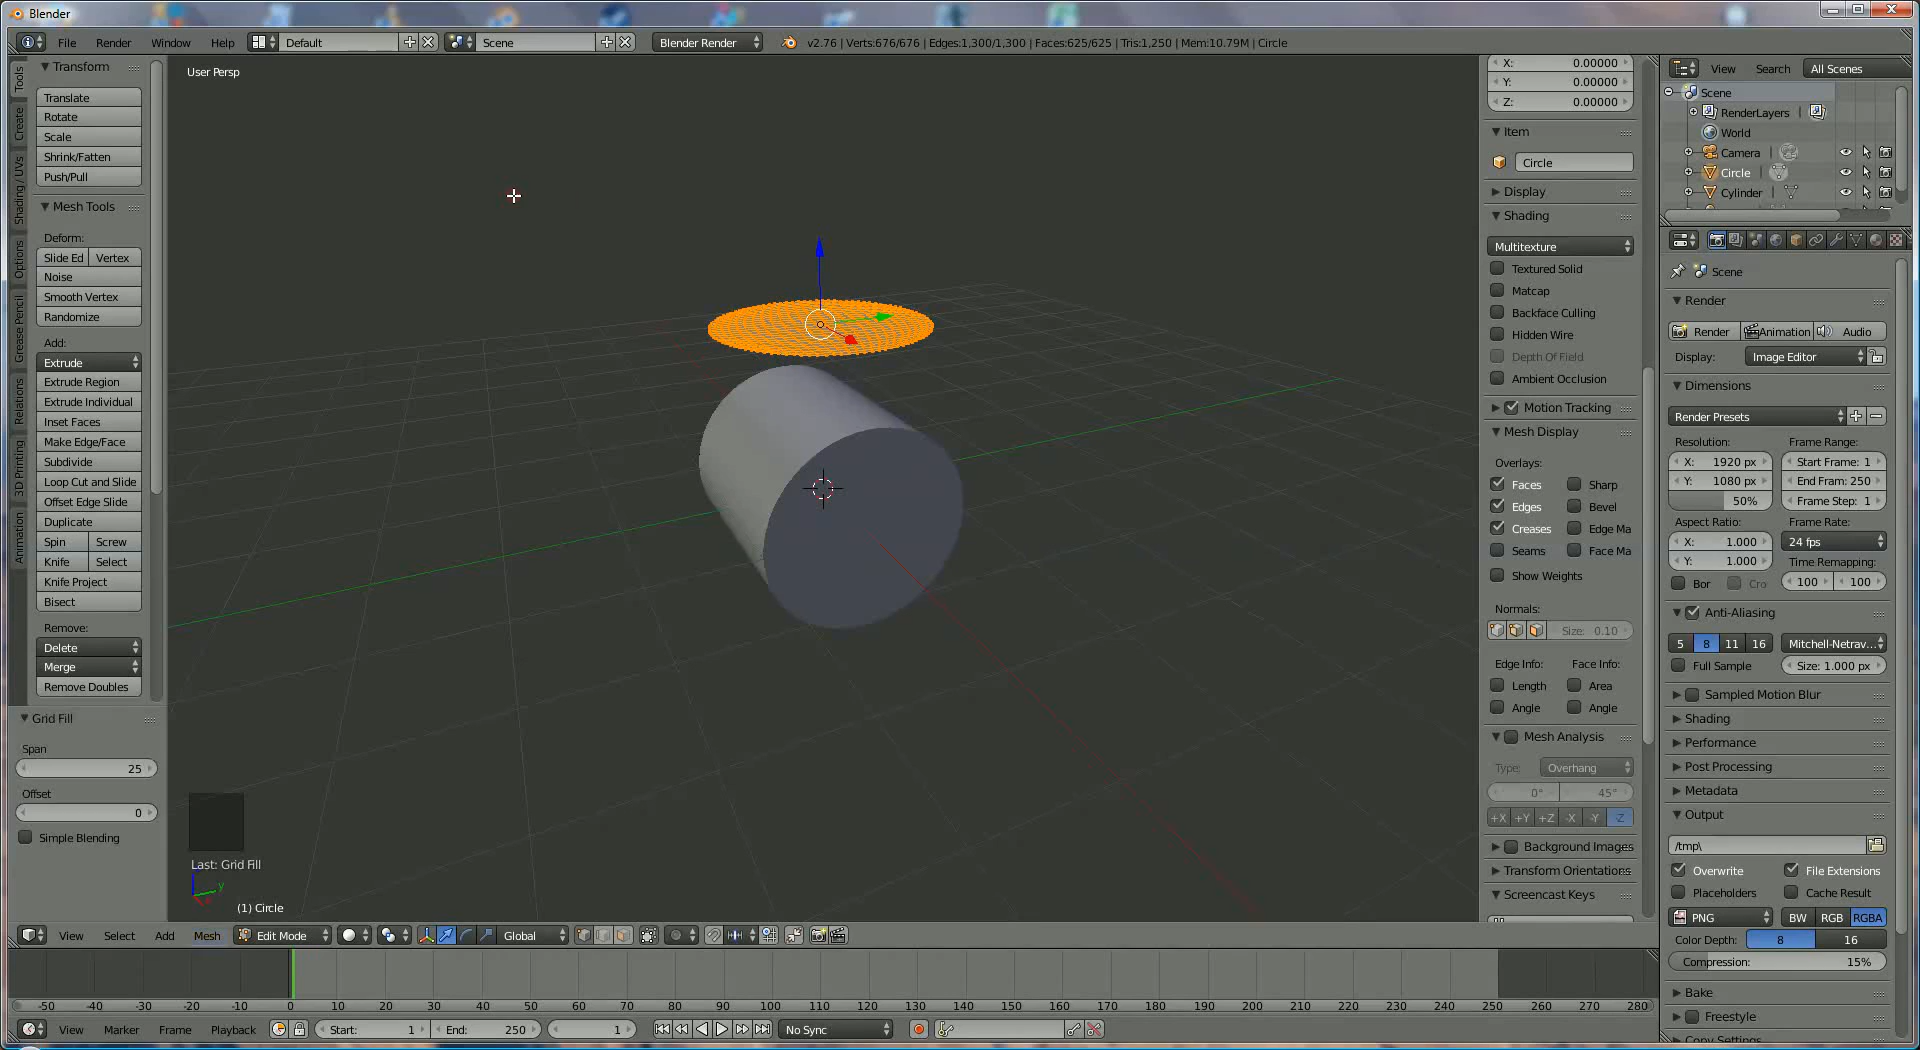 Blender
File Render Window Help Default Scene Blender Render v2.76 | Verts:676/676 | Edges:1,300/1,300 | Faces:625/625 | Tris:1,250 | Mem:10.79M | Circle
Tools
Create
Shading / UVs
Options
Grease Pencil
Relations
3D Printing
Animation
Transform
Translate
Rotate
Scale
Shrink/Fatten
Push/Pull
Mesh Tools
Deform:
Slide Ed Vertex
Noise
Smooth Vertex
Randomize
Add:
Extrude
Extrude Region
Extrude Individual
Inset Faces
Make Edge/Face
Subdivide
Loop Cut and Slide
Offset Edge Slide
Duplicate
Spin Screw
Knife Select
Knife Project
Bisect
Remove:
Delete
Merge
Remove Doubles
Grid Fill
Span
25
Offset
0
Simple Blending
User Persp
Last: Grid Fill
y
(1) Circle
X: 0.00000
Y: 0.00000
Z: 0.00000
Item
Circle
Display
Shading
Multitexture
Textured Solid
Matcap
Backface Culling
Hidden Wire
Depth Of Field
Ambient Occlusion
Motion Tracking
Mesh Display
Overlays:
Faces Sharp
Edges Bevel
Creases Edge Ma
Seams Face Ma
Show Weights
Normals:
Size: 0.10
Edge Info: Face Info:
Length Area
Angle Angle
Mesh Analysis
Type: Overhang
0° 45°
+X +Y +Z -X -Y -Z
Background Images
Transform Orientations
Screencast Keys
View Search All Scenes
Scene
RenderLayers
World
Camera
Circle
Cylinder
Scene
Render
Render Animation Audio
Display: Image Editor
Dimensions
Render Presets
Resolution: Frame Range:
X: 1920 px Start Frame: 1
Y: 1080 px End Fram: 250
50% Frame Step: 1
Aspect Ratio: Frame Rate:
X: 1.000 24 fps
Y: 1.000 Time Remapping:
Bor Cro 100 100
Anti-Aliasing
5 8 11 16 Mitchell-Netrav...
Full Sample Size: 1.000 px
Sampled Motion Blur
Shading
Performance
Post Processing
Metadata
Output
/tmp\
Overwrite File Extensions
Placeholders Cache Result
PNG BW RGB RGBA
Color Depth: 8 16
Compression: 15%
Bake
Freestyle
View Select Add Mesh Edit Mode Global
-50 -40 -30 -20 -10 0 10 20 30 40 50 60 70 80 90 100 110 120 130 140 150 160 170 180 190 200 210 220 230 240 250 260 270 280
View Marker Frame Playback Start: 1 End: 250 1 No Sync